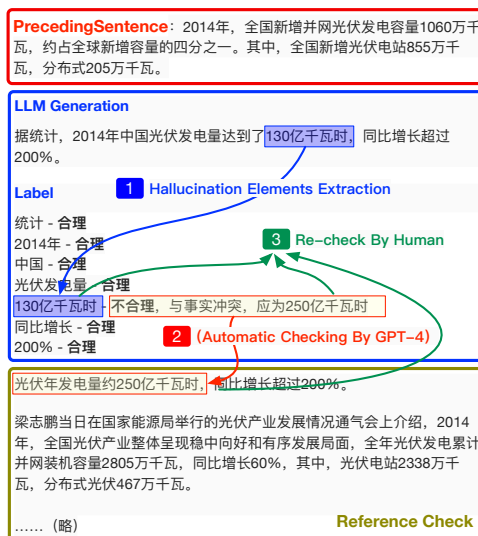 PrecedingSentence：2014年，全国新增并网光伏发电容量1060万千
瓦，约占全球新增容量的四分之一。其中，全国新增光伏电站855万千
瓦，分布式205万千瓦。
LLM Generation
据统计，2014年中国光伏发电量达到了130亿千瓦时，同比增长超过
200%。
1 Hallucination Elements Extraction
Label
统计 - 合理
2014年 - 合理
3 Re-check By Human
中国 - 合理
光伏发电量 - 合理
130亿千瓦时 - 不合理，与事实冲突，应为250亿千瓦时
同比增长 - 合理
2 (Automatic Checking By GPT-4)
200% - 合理
光伏年发电量约250亿千瓦时，同比增长超过200%。
梁志鹏当日在国家能源局举行的光伏产业发展情况通气会上介绍，2014
年，全国光伏产业整体呈现稳中向好和有序发展局面，全年光伏发电累计
并网装机容量2805万千瓦，同比增长60%，其中，光伏电站2338万千
瓦，分布式光伏467万千瓦。
……（略）
Reference Check